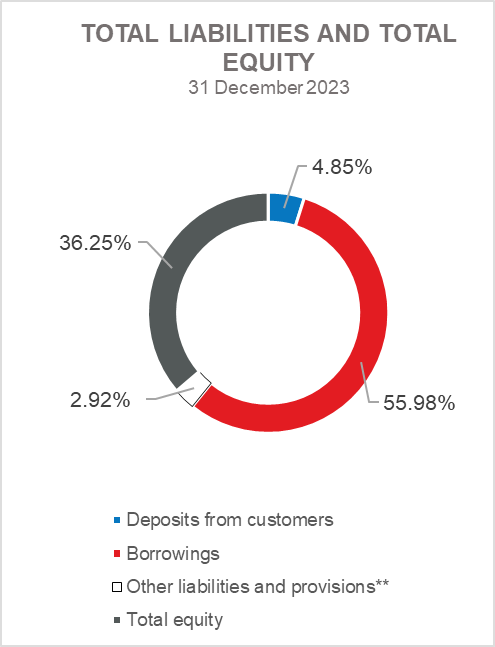 TOTAL LIABILITIES AND TOTAL
EQUITY
31 December 2023
4.85%
36.25%
2.92%
55.98%
Deposits from customers
Borrowings
Other liabilities and provisions**
Total equity